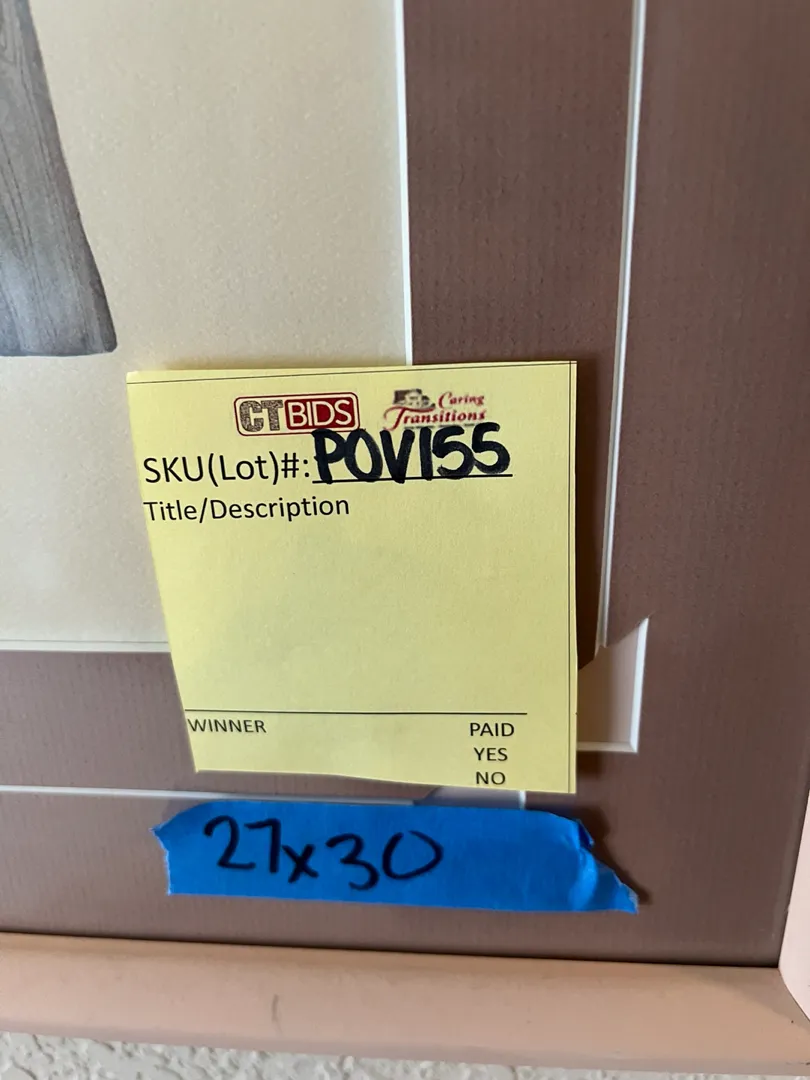 CTBIDS Caring Transitions
SKU(Lot)#: POV155
Title/Description
WINNER PAID
YES
NO
27x30